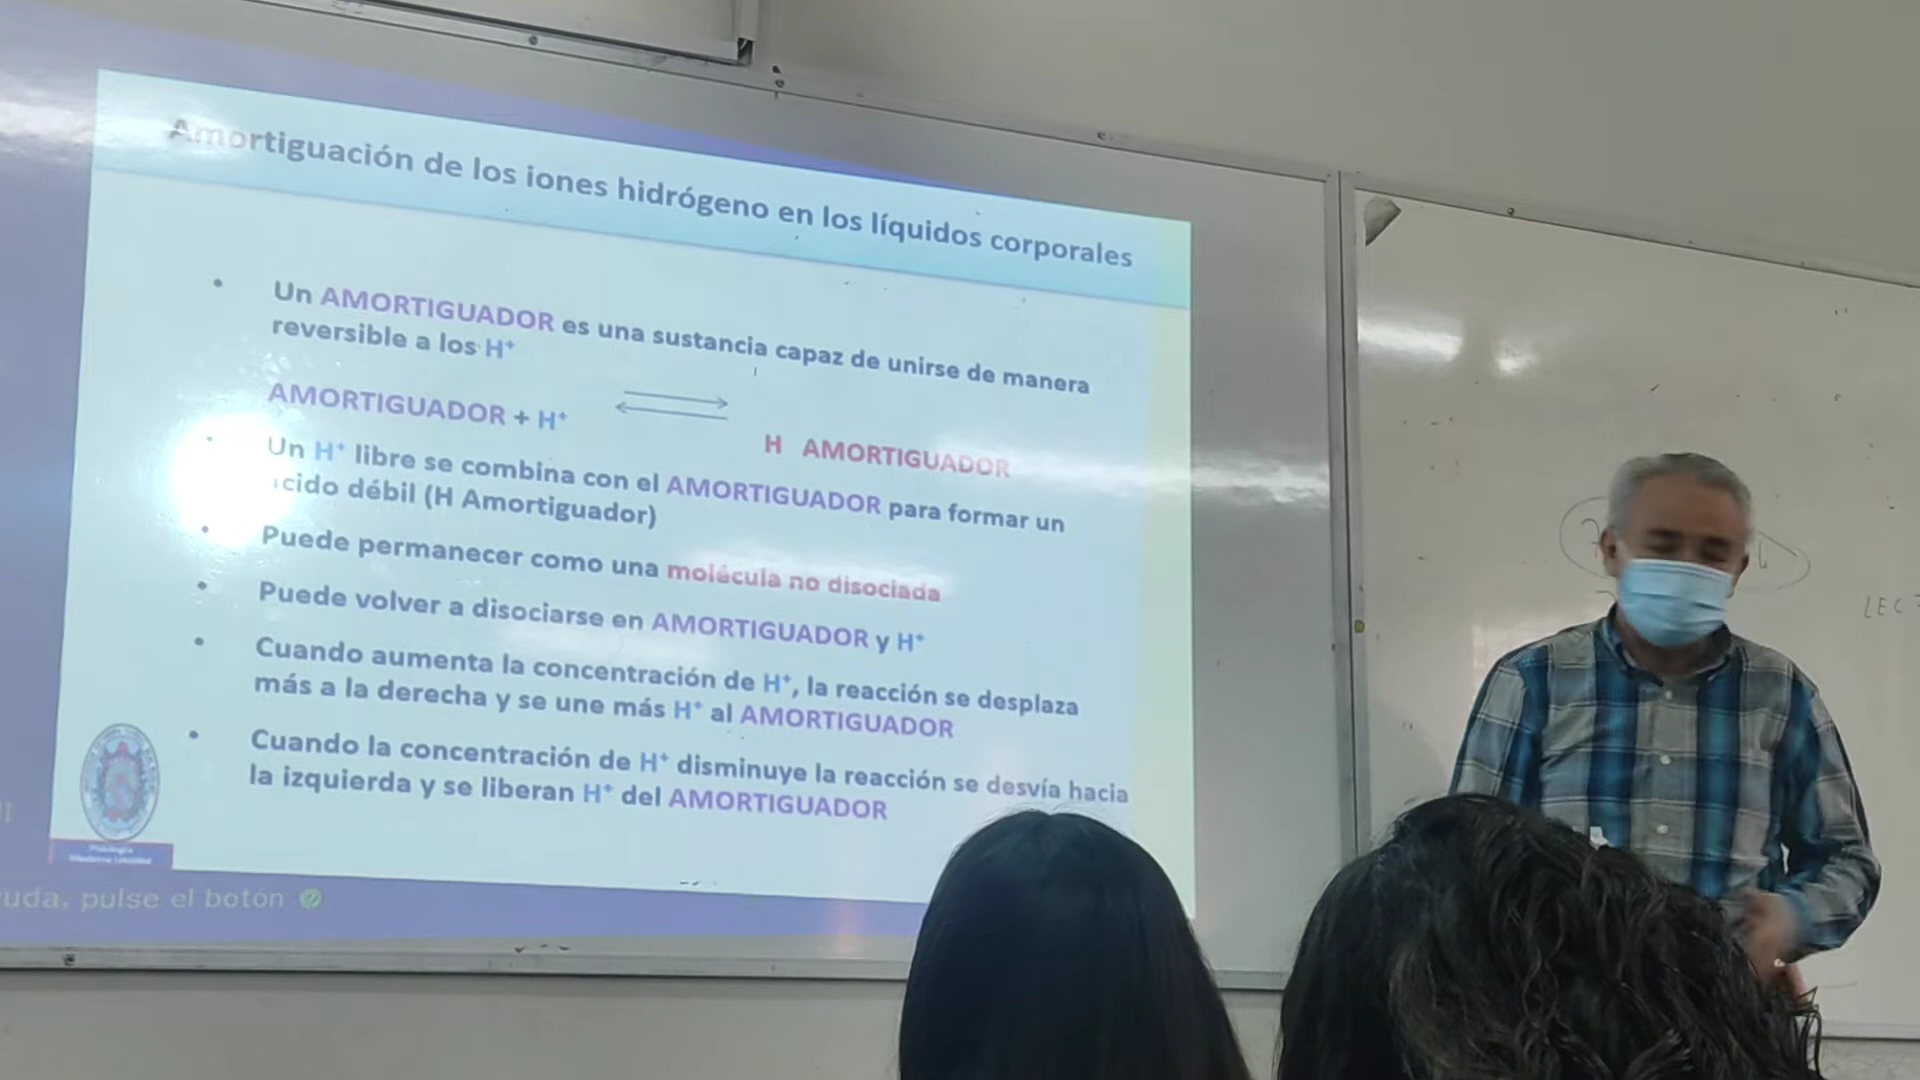 Amortiguación de los iones hidrógeno en los líquidos corporales
• Un AMORTIGUADOR es una sustancia capaz de unirse de manera
reversible a los H⁺
AMORTIGUADOR + H⁺ ⇌ H AMORTIGUADOR
• Un H⁺ libre se combina con el AMORTIGUADOR para formar un
cido débil (H Amortiguador)
• Puede permanecer como una molécula no disociada
• Puede volver a disociarse en AMORTIGUADOR y H⁺
• Cuando aumenta la concentración de H⁺, la reacción se desplaza
más a la derecha y se une más H⁺ al AMORTIGUADOR
• Cuando la concentración de H⁺ disminuye la reacción se desvía hacia
la izquierda y se liberan H⁺ del AMORTIGUADOR
uda, pulse el botón
LEC